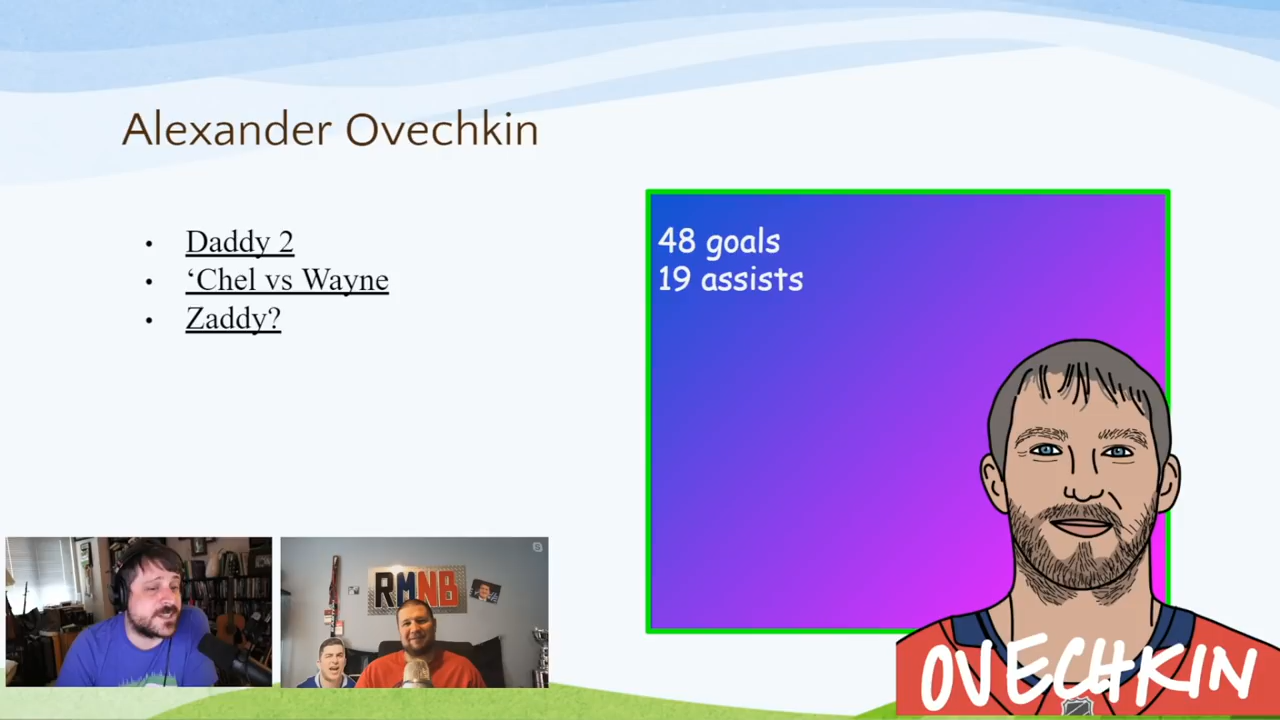 Alexander Ovechkin
• Daddy 2
• ‘Chel vs Wayne
• Zaddy?
48 goals
19 assists
RMNB
OVECHKIN